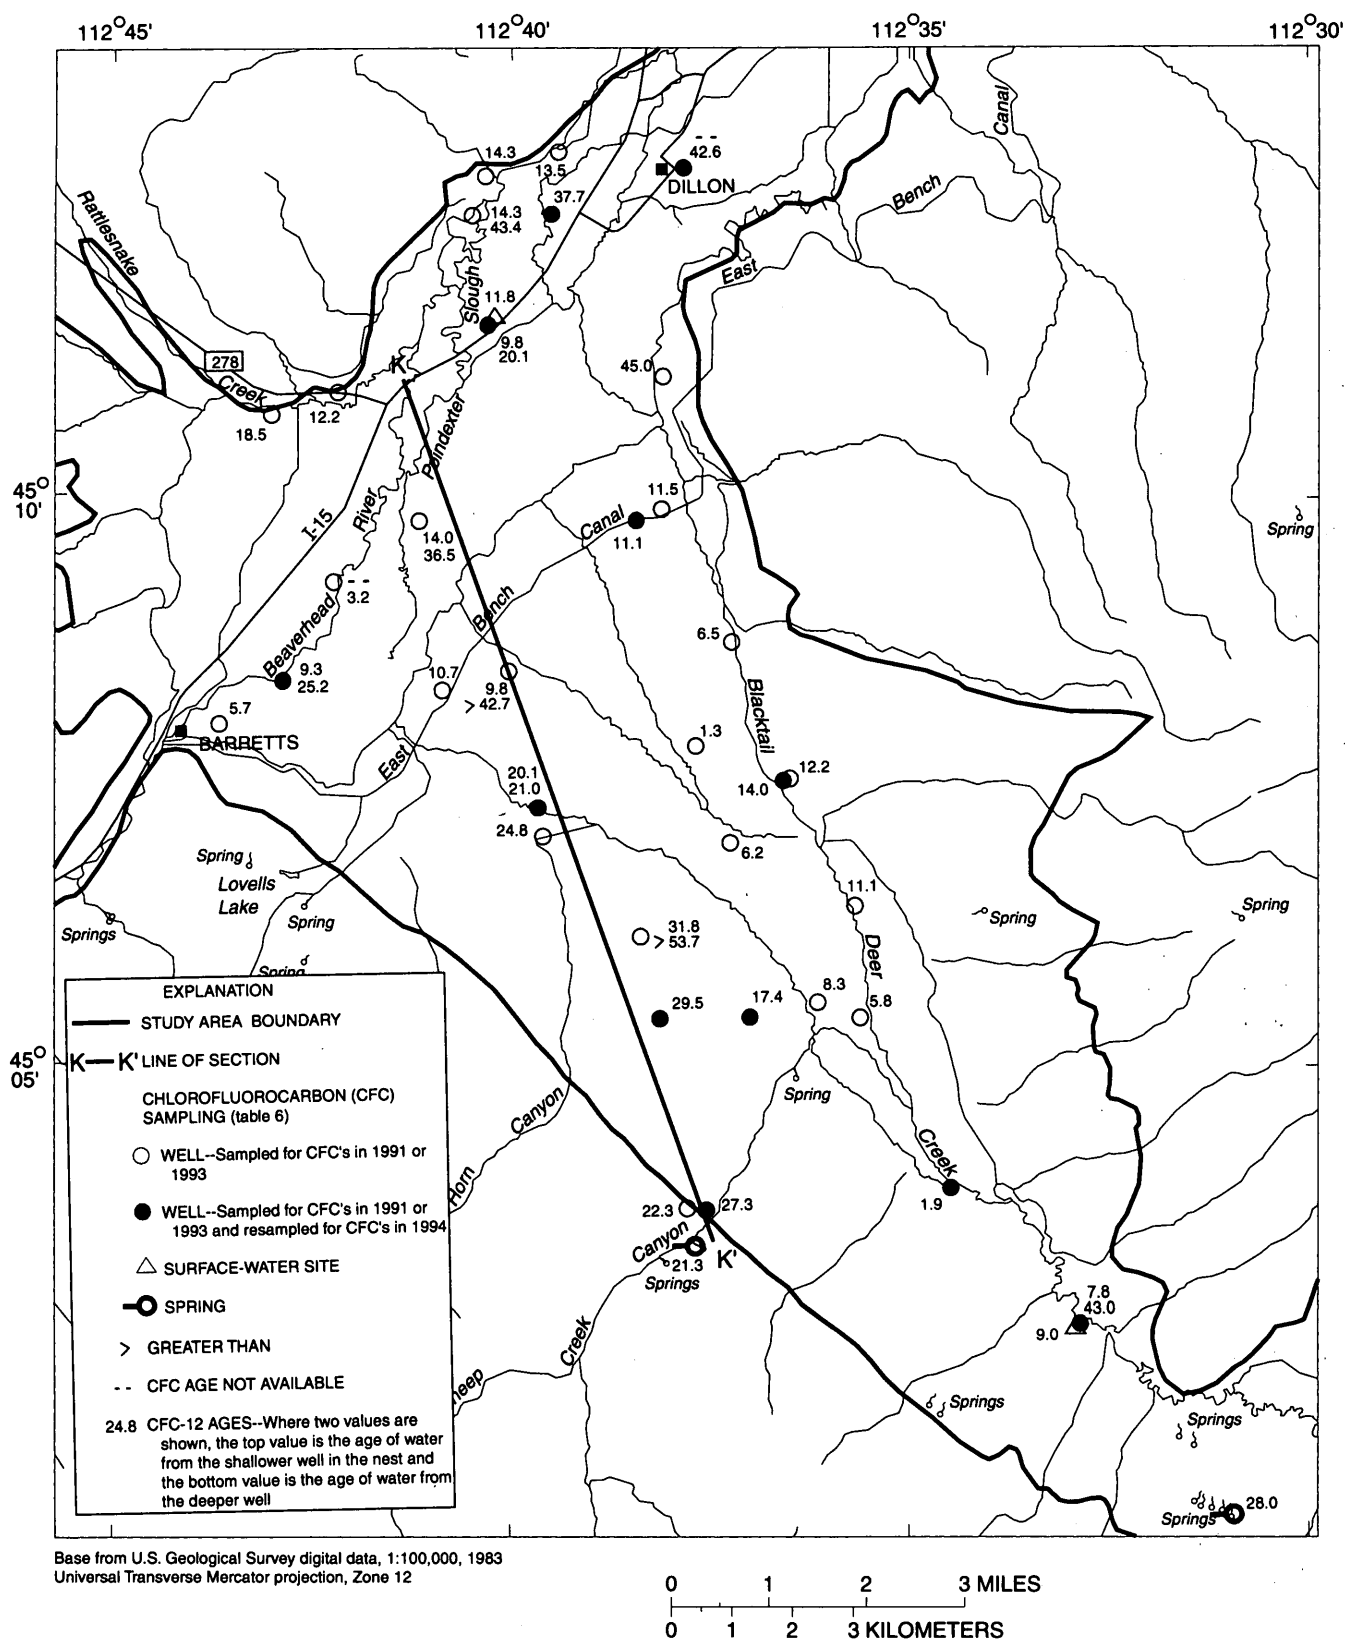 112°45'
112°40'
112°35'
112°30'
Canal
14.3
13.5
- -
42.6
DILLON
37.7
Bench
Rattlesnake
14.3
43.4
East
Slough
11.8
9.8
20.1
278
K
45.0
Creek
12.2
18.5
Poindexter
45°
10'
11.5
River
I-15
Canal
11.1
Spring
14.0
36.5
- -
3.2
Bench
Beaverhead
6.5
9.3
25.2
10.7
9.8
> 42.7
Blacktail
5.7
BARRETTS
1.3
East
12.2
14.0
20.1
21.0
24.8
6.2
Spring
Lovells
Lake
11.1
Spring
Spring
Spring
Springs
31.8
> 53.7
Deer
Spring
8.3
5.8
29.5
17.4
45°
05'
Spring
Canyon
Creek
Horn
1.9
22.3
27.3
Canyon
K'
21.3
Springs
7.8
43.0
9.0
Creek
heep
Springs
Springs
28.0
Springs
EXPLANATION
STUDY AREA BOUNDARY
K K' LINE OF SECTION
CHLOROFLUOROCARBON (CFC)
SAMPLING (table 6)
WELL--Sampled for CFC's in 1991 or
1993
WELL--Sampled for CFC's in 1991 or
1993 and resampled for CFC's in 1994
SURFACE-WATER SITE
SPRING
> GREATER THAN
- - CFC AGE NOT AVAILABLE
24.8 CFC-12 AGES--Where two values are
shown, the top value is the age of water
from the shallower well in the nest and
the bottom value is the age of water from
the deeper well
Base from U.S. Geological Survey digital data, 1:100,000, 1983
Universal Transverse Mercator projection, Zone 12
0 1 2 3 MILES
0 1 2 3 KILOMETERS